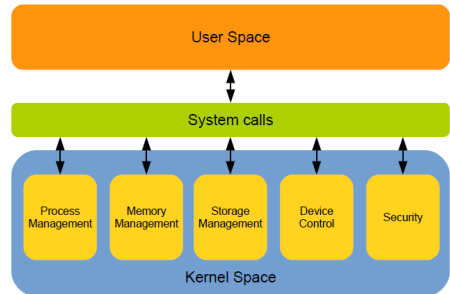 User Space
System calls
Process
Management
Memory
Management
Storage
Management
Device
Control
Security
Kernel Space